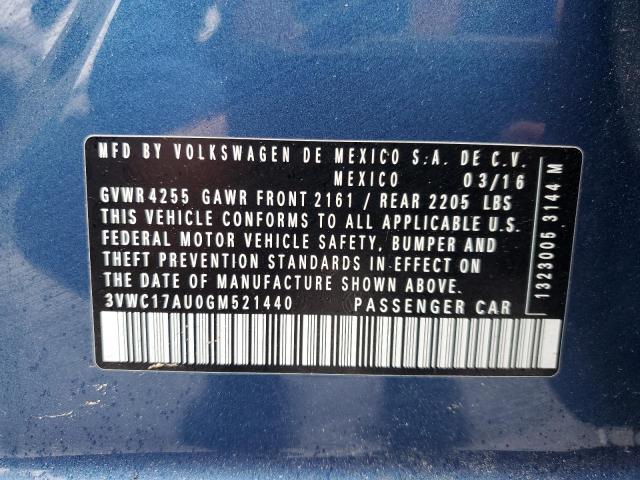 MFD BY VOLKSWAGEN DE MEXICO S.A. DE C.V.
MEXICO 03/16
GVWR 4255 GAWR FRONT 2161 / REAR 2205 LBS
THIS VEHICLE CONFORMS TO ALL APPLICABLE U.S.
FEDERAL MOTOR VEHICLE SAFETY, BUMPER AND
THEFT PREVENTION STANDARDS IN EFFECT ON
THE DATE OF MANUFACTURE SHOWN ABOVE.
3VWC17AU0GM521440 PASSENGER CAR
1323005 3144 M